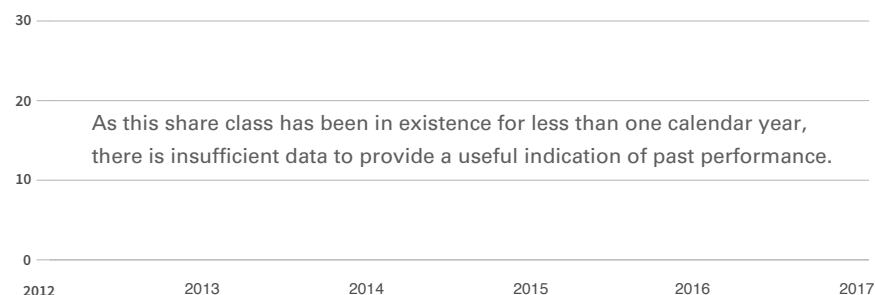 30
20
As this share class has been in existence for less than one calendar year,
there is insufficient data to provide a useful indication of past performance.
10
0
2012 2013 2014 2015 2016 2017